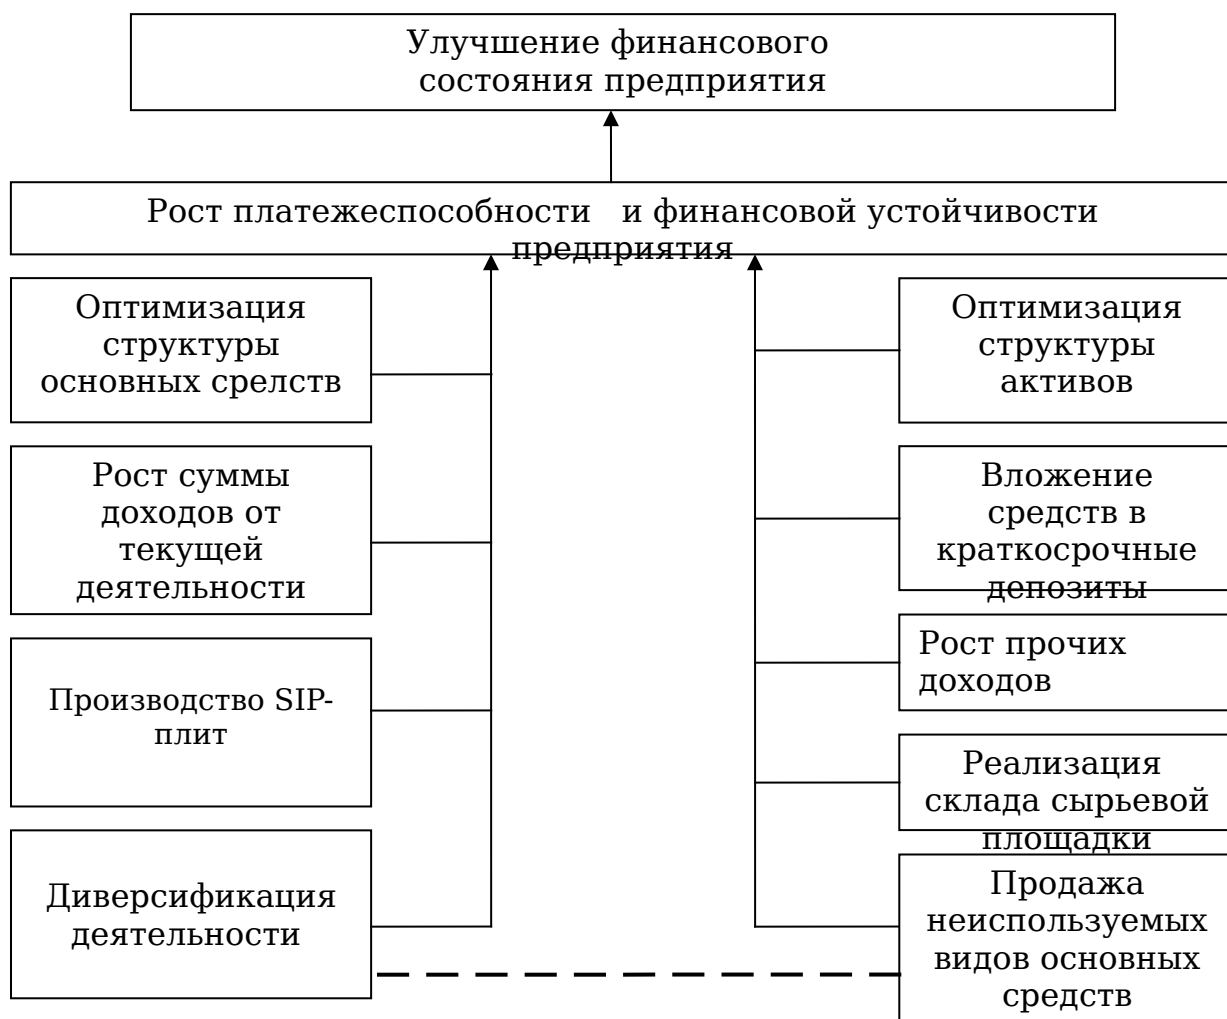 Улучшение финансового
состояния предприятия
Рост платежеспособности и финансовой устойчивости
предприятия
Оптимизация
структуры
основных срелств
Рост суммы
доходов от
текущей
деятельности
Производство SIP-
плит
Диверсификация
деятельности
Оптимизация
структуры
активов
Вложение
средств в
краткосрочные
депозиты
Рост прочих
доходов
Реализация
склада сырьевой
площадки
Продажа
неиспользуемых
видов основных
средств